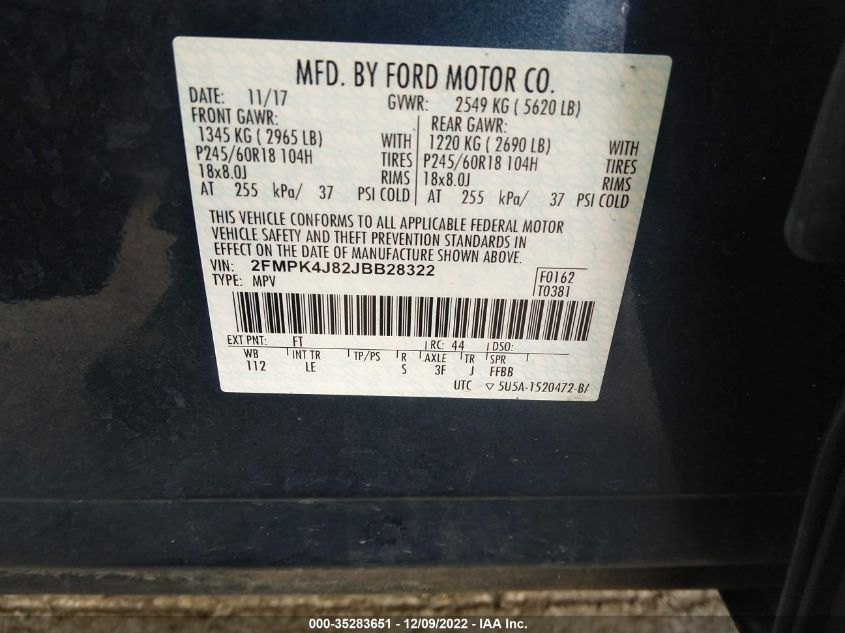 MFD. BY FORD MOTOR CO.
DATE: 11/17 GVWR: 2549 KG ( 5620 LB)
FRONT GAWR: REAR GAWR:
1345 KG ( 2965 LB) WITH 1220 KG ( 2690 LB) WITH
P245/60R18 104H TIRES P245/60R18 104H TIRES
18x8.0J RIMS 18x8.0J RIMS
AT 255 kPa/ 37 PSI COLD AT 255 kPa/ 37 PSI COLD
THIS VEHICLE CONFORMS TO ALL APPLICABLE FEDERAL MOTOR
VEHICLE SAFETY AND THEFT PREVENTION STANDARDS IN
EFFECT ON THE DATE OF MANUFACTURE SHOWN ABOVE.
VIN: 2FMPK4J82JBB28322 F0162
TYPE: MPV T0381
EXT PNT: FT RC: 44 DSO:
WB INT TR TP/PS R AXLE TR SPR
112 LE S 3F J FFBB
UTC ▽ 5U5A-1520472-BA
000-35283651 - 12/09/2022 - IAA Inc.